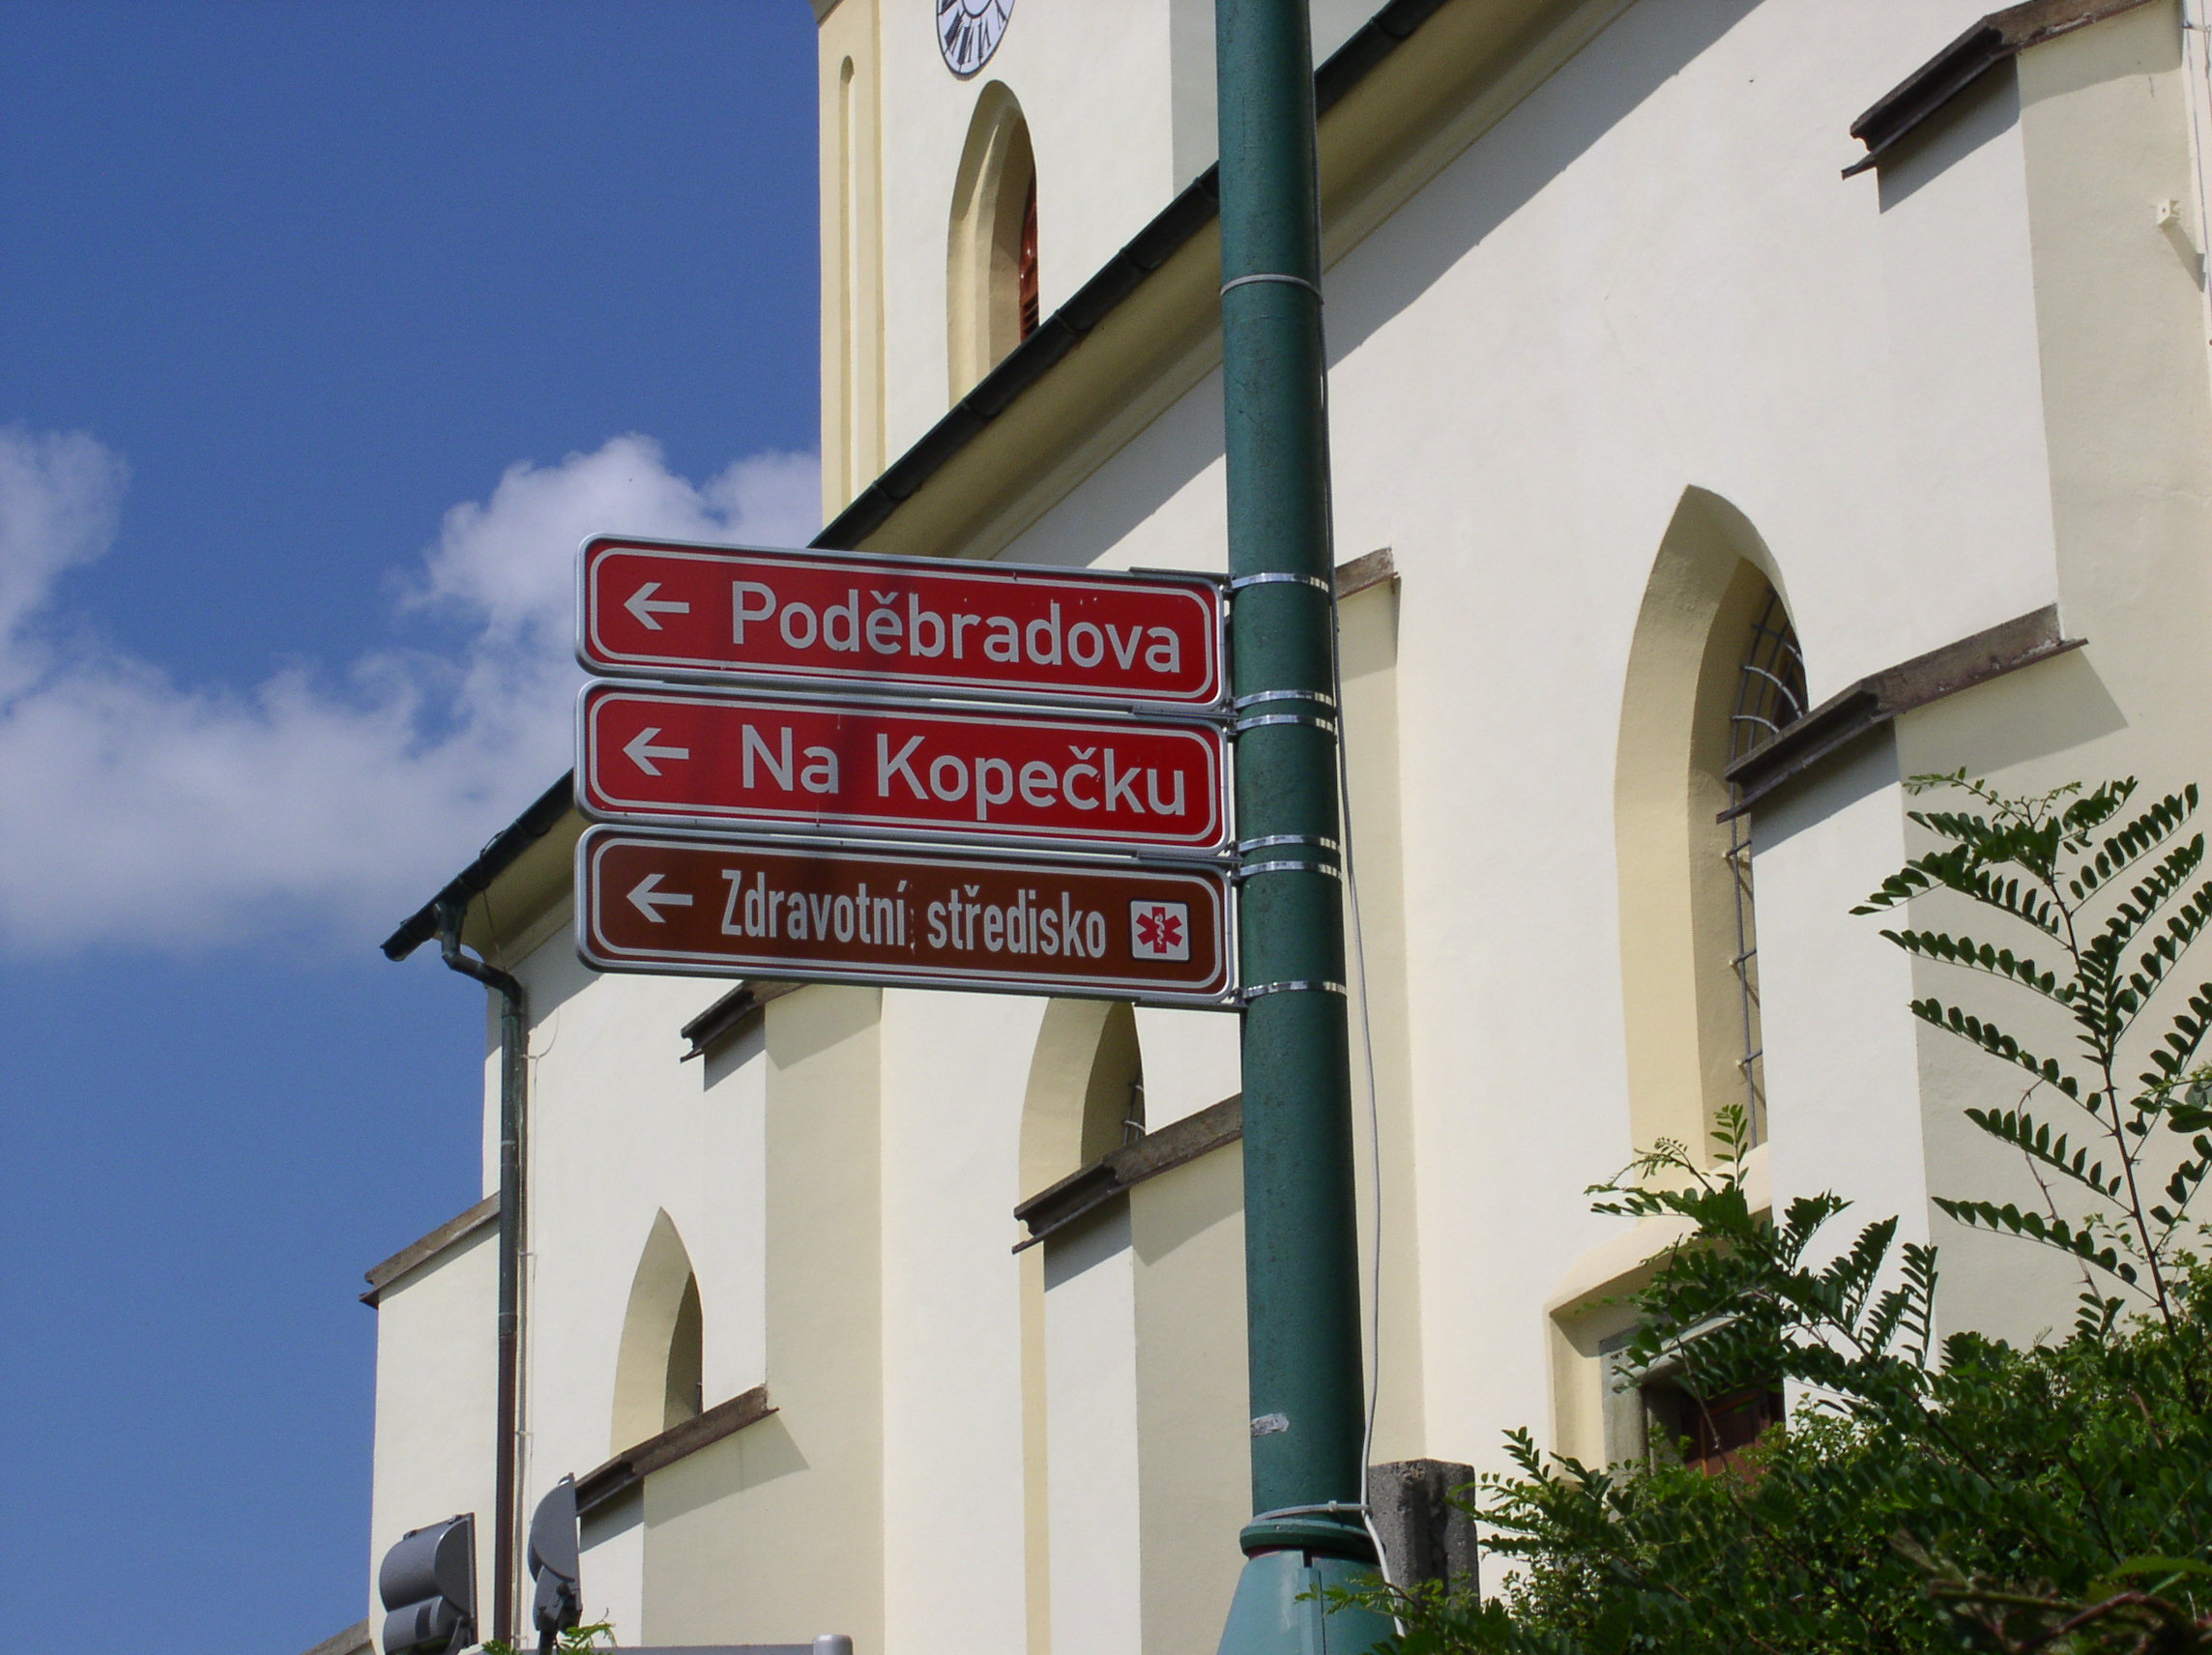 Poděbradova
Na Kopečku
Zdravotní středisko